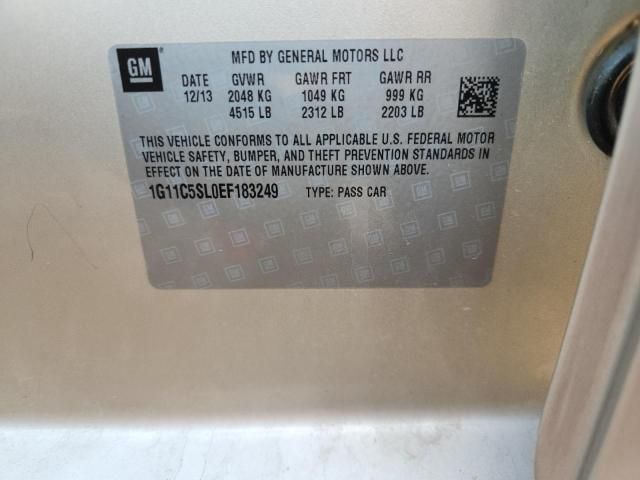 GM
MFD BY GENERAL MOTORS LLC
DATE GVWR GAWR FRT GAWR RR
12/13 2048 KG 1049 KG 999 KG
4515 LB 2312 LB 2203 LB
THIS VEHICLE CONFORMS TO ALL APPLICABLE U.S. FEDERAL MOTOR
VEHICLE SAFETY, BUMPER, AND THEFT PREVENTION STANDARDS IN
EFFECT ON THE DATE OF MANUFACTURE SHOWN ABOVE.
1G11C5SL0EF183249 TYPE: PASS CAR